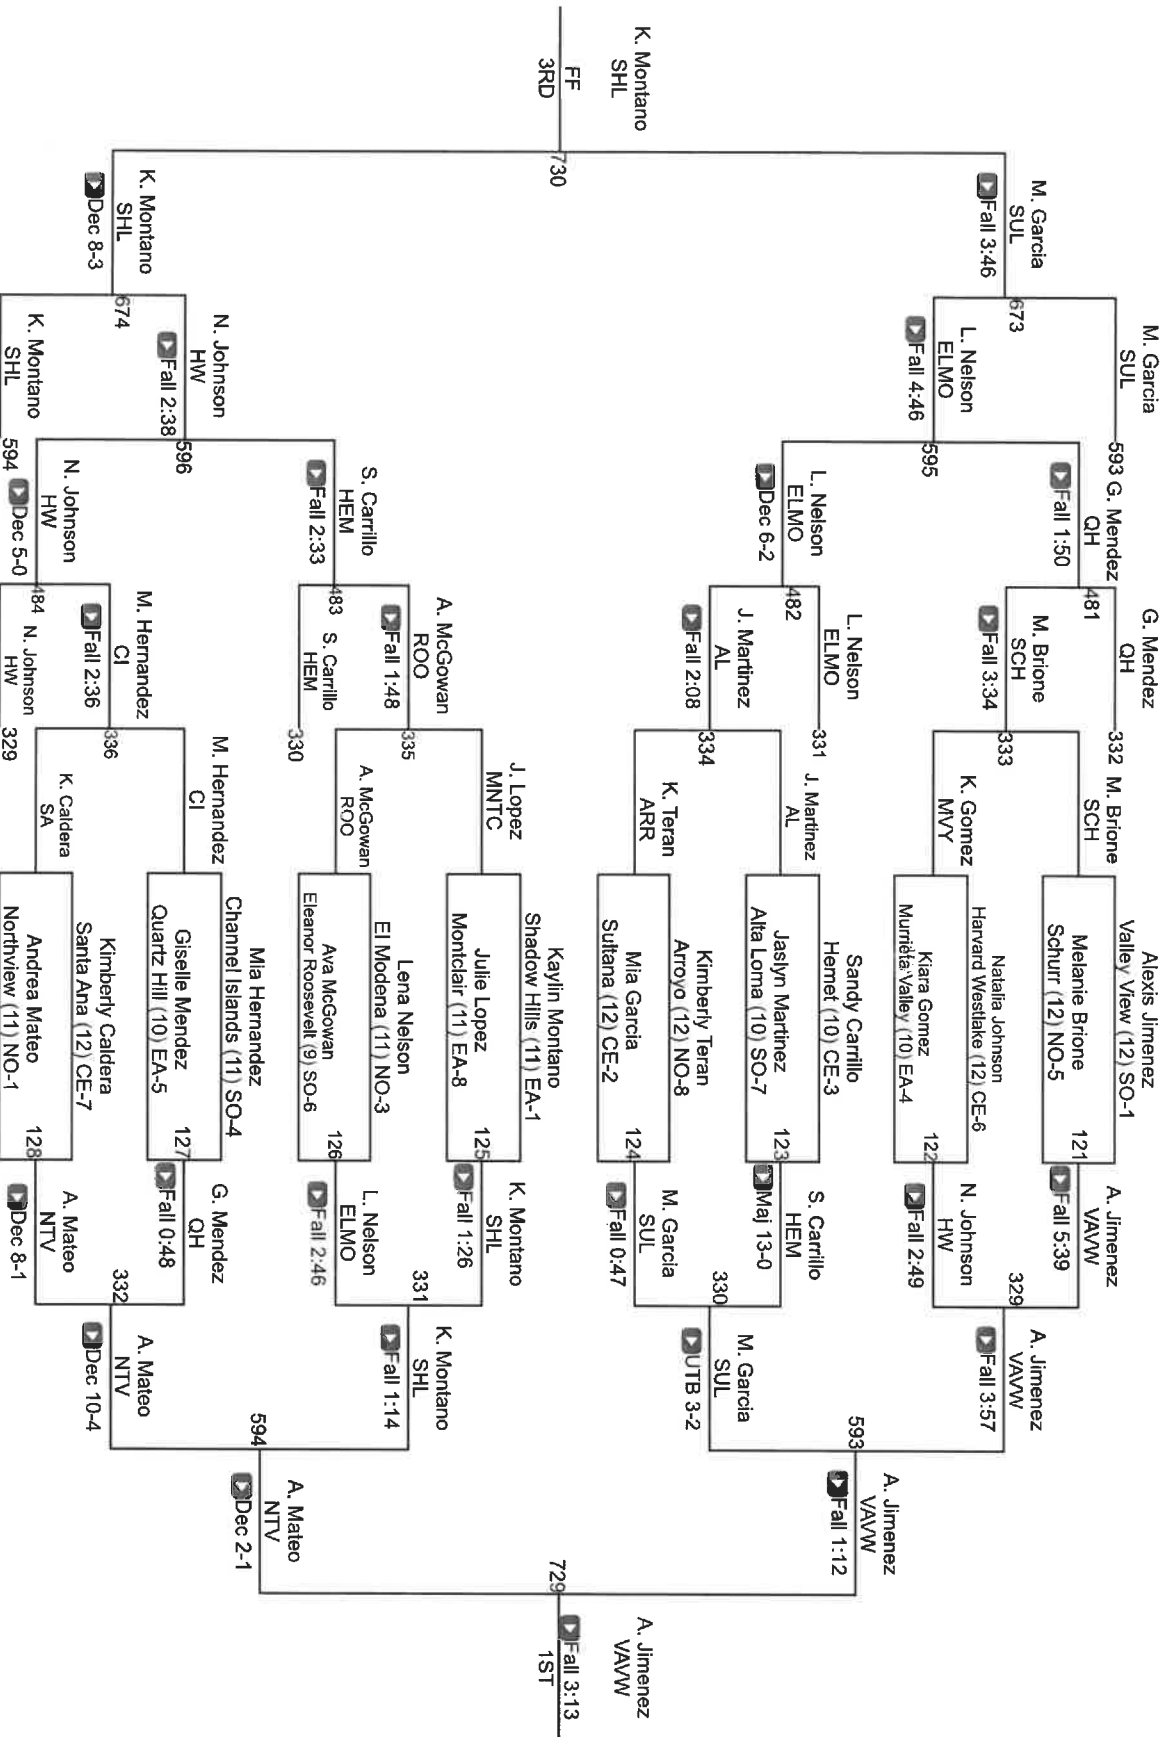 Alexis Jimenez
Valley View (12) SO-1
121
Melanie Brione
Schurr (12) NO-5
Natalia Johnson
Harvard Westlake (12) CE-6
122
Kiara Gomez
Murrieta Valley (10) EA-4
Sandy Carrillo
Hemet (10) CE-3
123
Jaslyn Martinez
Alta Loma (10) SO-7
Kimberly Teran
Arroyo (12) NO-8
124
Mia Garcia
Sultana (12) CE-2
Kaylin Montano
Shadow Hills (11) EA-1
125
Julie Lopez
Montclair (11) EA-8
Lena Nelson
El Modena (11) NO-3
126
Ava McGowan
Eleanor Roosevelt (9) SO-6
Mia Hernandez
Channel Islands (11) SO-4
127
Giselle Mendez
Quartz Hill (10) EA-5
Kimberly Caldera
Santa Ana (12) CE-7
128
Andrea Mateo
Northview (11) NO-1
A. Jimenez
VAVW
Fall 5:39
329
N. Johnson
HW
Fall 2:49
S. Carrillo
HEM
Maj 13-0
330
M. Garcia
SUL
Fall 0:47
K. Montano
SHL
Fall 1:26
331
L. Nelson
ELMO
Fall 2:46
G. Mendez
QH
Fall 0:48
332
A. Mateo
NTV
Dec 8-1
A. Jimenez
VAVW
Fall 3:57
593
M. Garcia
SUL
UTB 3-2
K. Montano
SHL
Fall 1:14
594
A. Mateo
NTV
Dec 10-4
A. Jimenez
VAVW
Fall 1:12
729
A. Mateo
NTV
Dec 2-1
A. Jimenez
VAVW
Fall 3:13
1ST
M. Brione
SCH
333
K. Gomez
MVY
J. Martinez
AL
334
K. Teran
ARR
J. Lopez
MNTC
335
A. McGowan
ROO
M. Hernandez
CI
336
K. Caldera
SA
G. Mendez
QH
332
481
M. Brione
SCH
Fall 3:34
L. Nelson
ELMO
331
482
J. Martinez
AL
Fall 2:08
A. McGowan
ROO
Fall 1:48
483
S. Carrillo
HEM
330
M. Hernandez
CI
Fall 2:36
484
N. Johnson
HW
329
G. Mendez
QH
Fall 1:50
595
L. Nelson
ELMO
Dec 6-2
S. Carrillo
HEM
Fall 2:33
596
N. Johnson
HW
Dec 5-0
M. Garcia
SUL
593
673
L. Nelson
ELMO
Fall 4:46
N. Johnson
HW
Fall 2:38
674
K. Montano
SHL
594
M. Garcia
SUL
Fall 3:46
730
K. Montano
SHL
Dec 8-3
K. Montano
SHL
FF
3RD